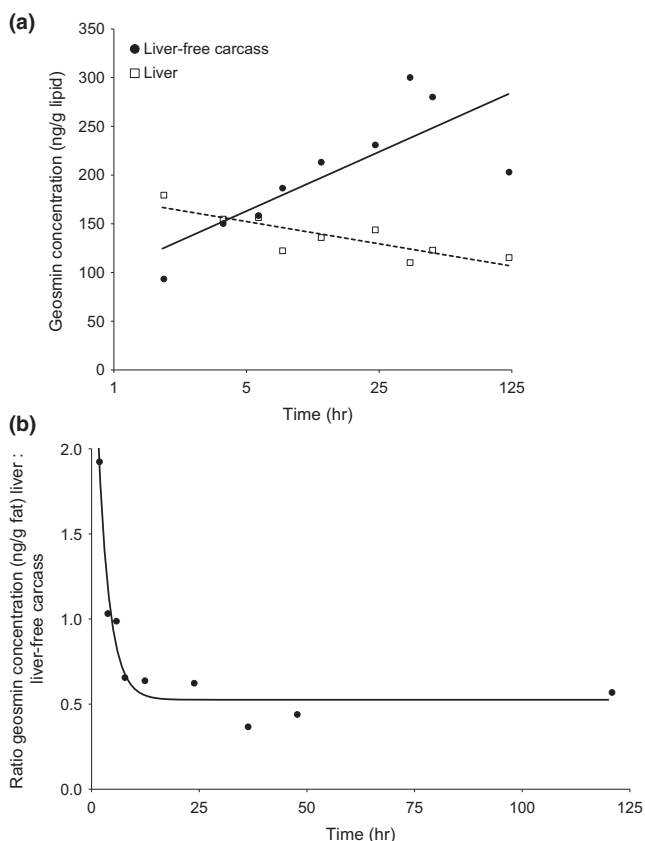 (a)
Geosmin concentration (ng/g lipid)
350
300
250
200
150
100
50
0
Liver-free carcass
Liver
1
5
25
125
Time (hr)
(b)
Ratio geosmin concentration (ng/g fat) liver :
liver-free carcass
2.0
1.5
1.0
0.5
0.0
0
25
50
75
100
125
Time (hr)